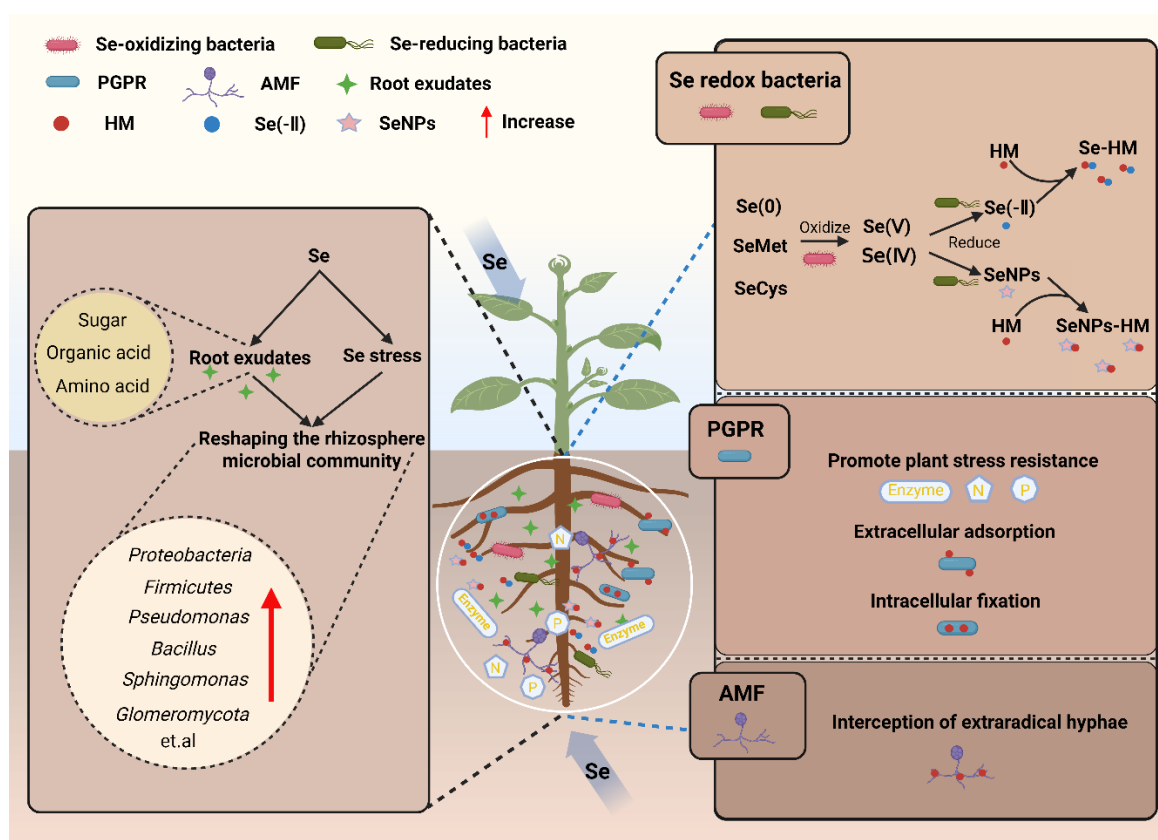 Se-oxidizing bacteria
Se-reducing bacteria
PGPR
AMF
Root exudates
HM
Se(-Ⅱ)
SeNPs
Increase
Se
Root exudates
Se stress
Sugar
Organic acid
Amino acid
Reshaping the rhizosphere
microbial community
Proteobacteria
Firmicutes
Pseudomonas
Bacillus
Sphingomonas
Glomeromycota
et.al
Se
N
Enzyme
P
Enzyme
N
P
Se
Se redox bacteria
Se(0)
SeMet
SeCys
Oxidize
Se(Ⅴ)
Se(Ⅳ)
Reduce
HM
Se-HM
Se(-Ⅱ)
SeNPs
HM
SeNPs-HM
PGPR
Promote plant stress resistance
Enzyme N P
Extracellular adsorption
Intracellular fixation
AMF
Interception of extraradical hyphae